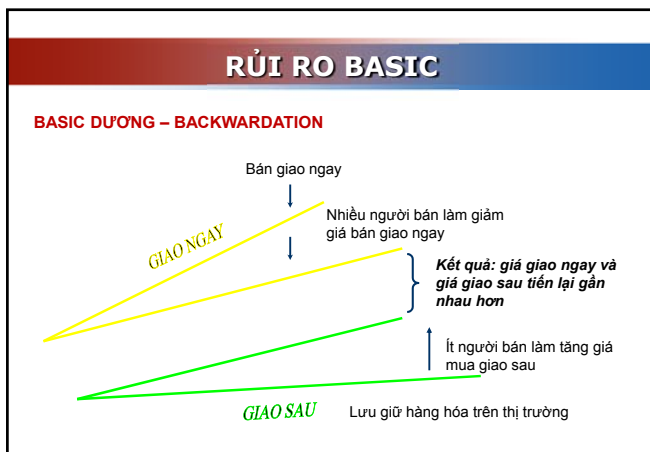 RỦI RO BASIC
BASIC DƯƠNG – BACKWARDATION
Bán giao ngay
Nhiều người bán làm giảm
giá bán giao ngay
GIAO NGAY
Kết quả: giá giao ngay và
giá giao sau tiến lại gần
nhau hơn
Ít người bán làm tăng giá
mua giao sau
GIAO SAU
Lưu giữ hàng hóa trên thị trường